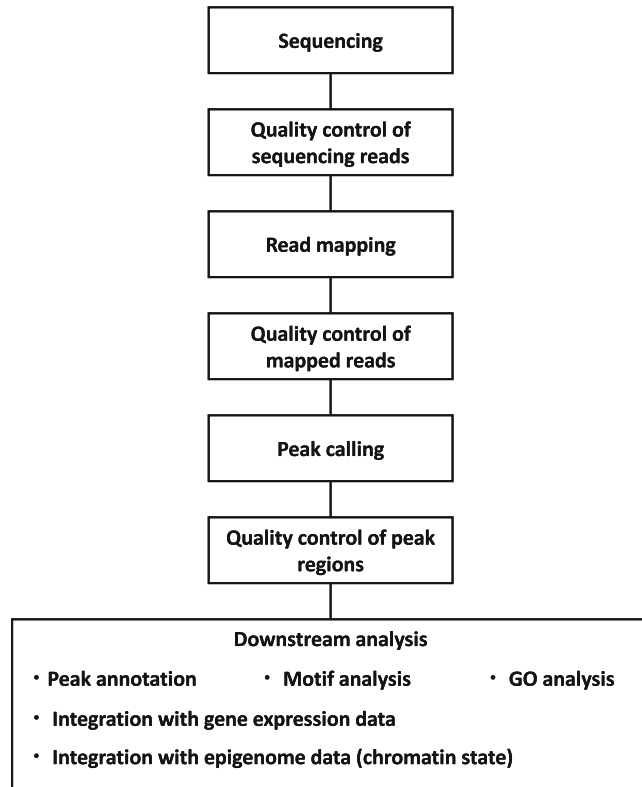 Sequencing
Quality control of
sequencing reads
Read mapping
Quality control of
mapped reads
Peak calling
Quality control of peak
regions
Downstream analysis
・Peak annotation ・ Motif analysis ・ GO analysis
・ Integration with gene expression data
・ Integration with epigenome data (chromatin state)